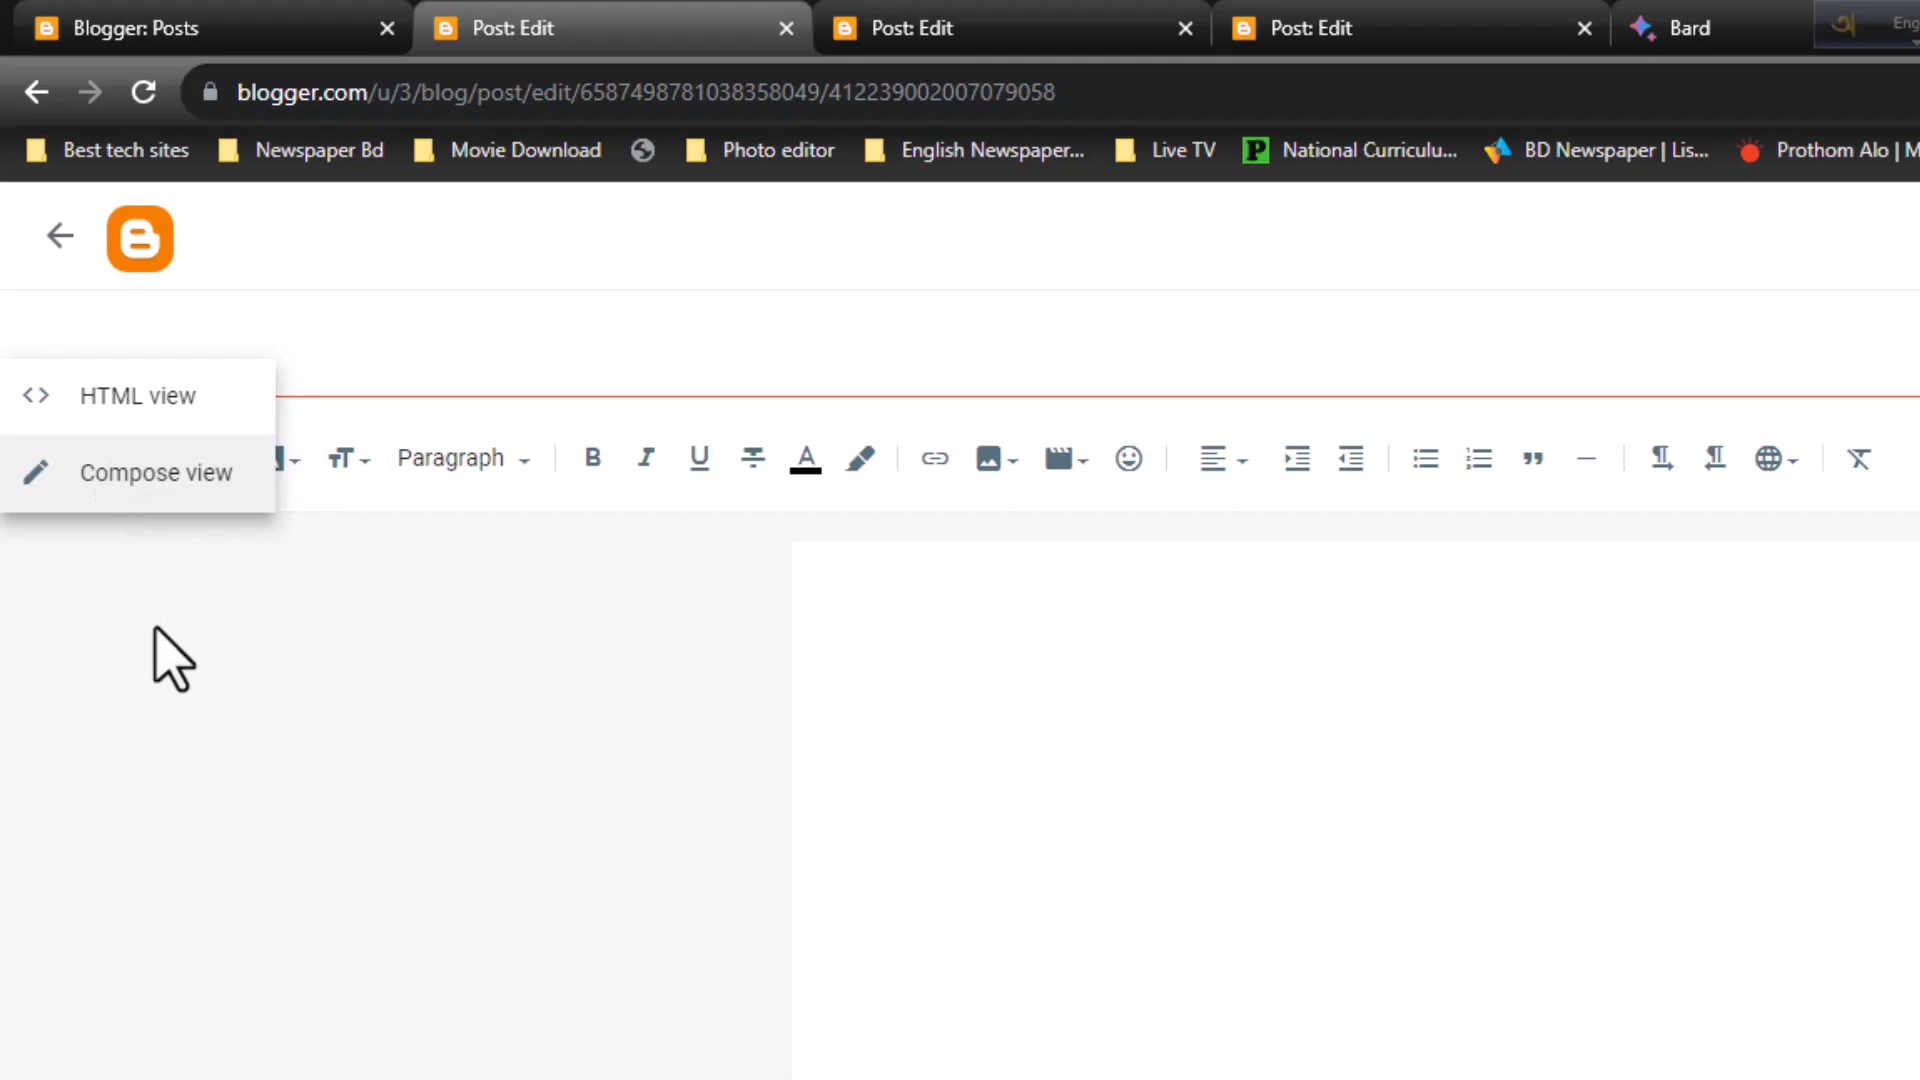 Blogger: Posts
Post: Edit
Post: Edit
Post: Edit
Bard
অ
Eng
blogger.com/u/3/blog/post/edit/6587498781038358049/412239002007079058
Best tech sites
Newspaper Bd
Movie Download
Photo editor
English Newspaper...
Live TV
National Curriculu...
BD Newspaper | Lis...
Prothom Alo | M
HTML view
Compose view
Paragraph